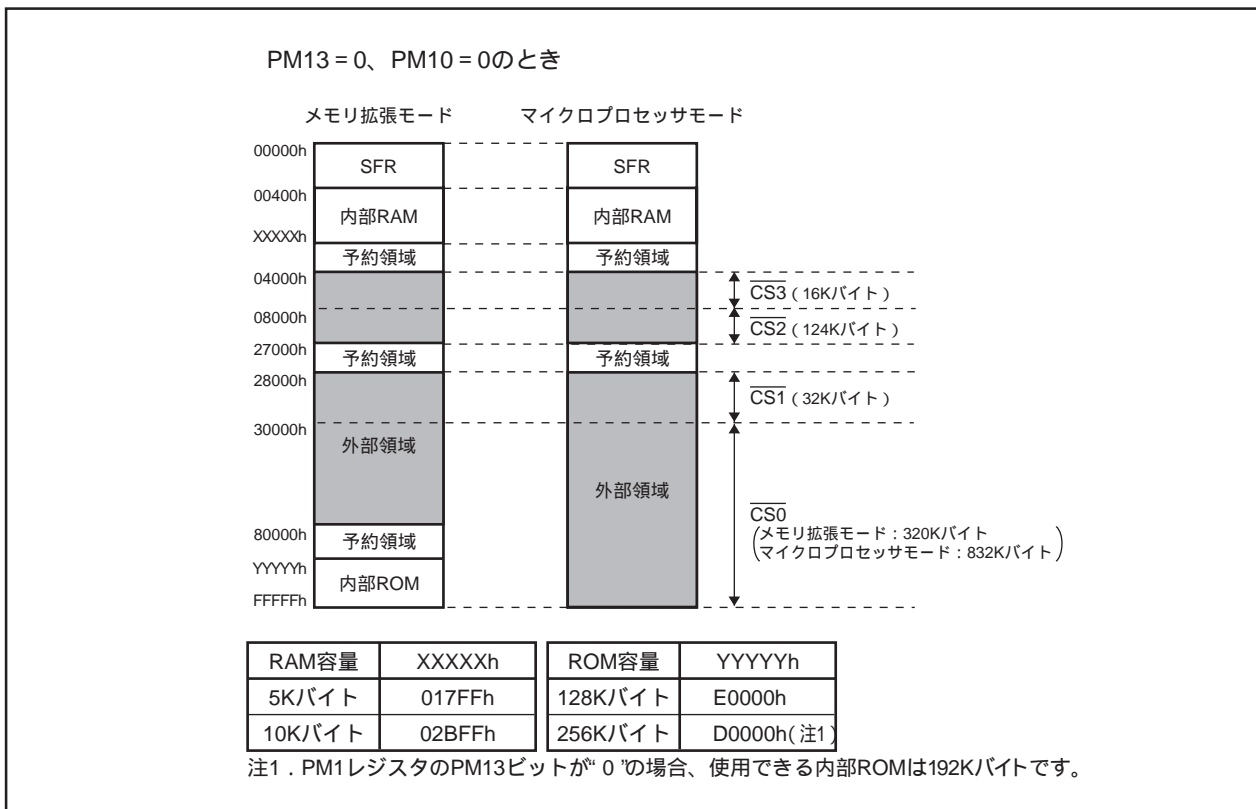 PM13 = 0、PM10 = 0のとき
メモリ拡張モード マイクロプロセッサモード
00000h
SFR SFR
00400h
内部RAM 内部RAM
XXXXXh
予約領域 予約領域
04000h
CS3（16Kバイト）
08000h
CS2（124Kバイト）
27000h
予約領域 予約領域
28000h
CS1（32Kバイト）
30000h
外部領域
外部領域
CS0
メモリ拡張モード：320Kバイト
マイクロプロセッサモード：832Kバイト
80000h
予約領域
YYYYYh
内部ROM
FFFFFh
RAM容量 XXXXXh ROM容量 YYYYYh
5Kバイト 017FFh 128Kバイト E0000h
10Kバイト 02BFFh 256Kバイト D0000h(注1)
注1．PM1レジスタのPM13ビットが“0”の場合、使用できる内部ROMは192Kバイトです。